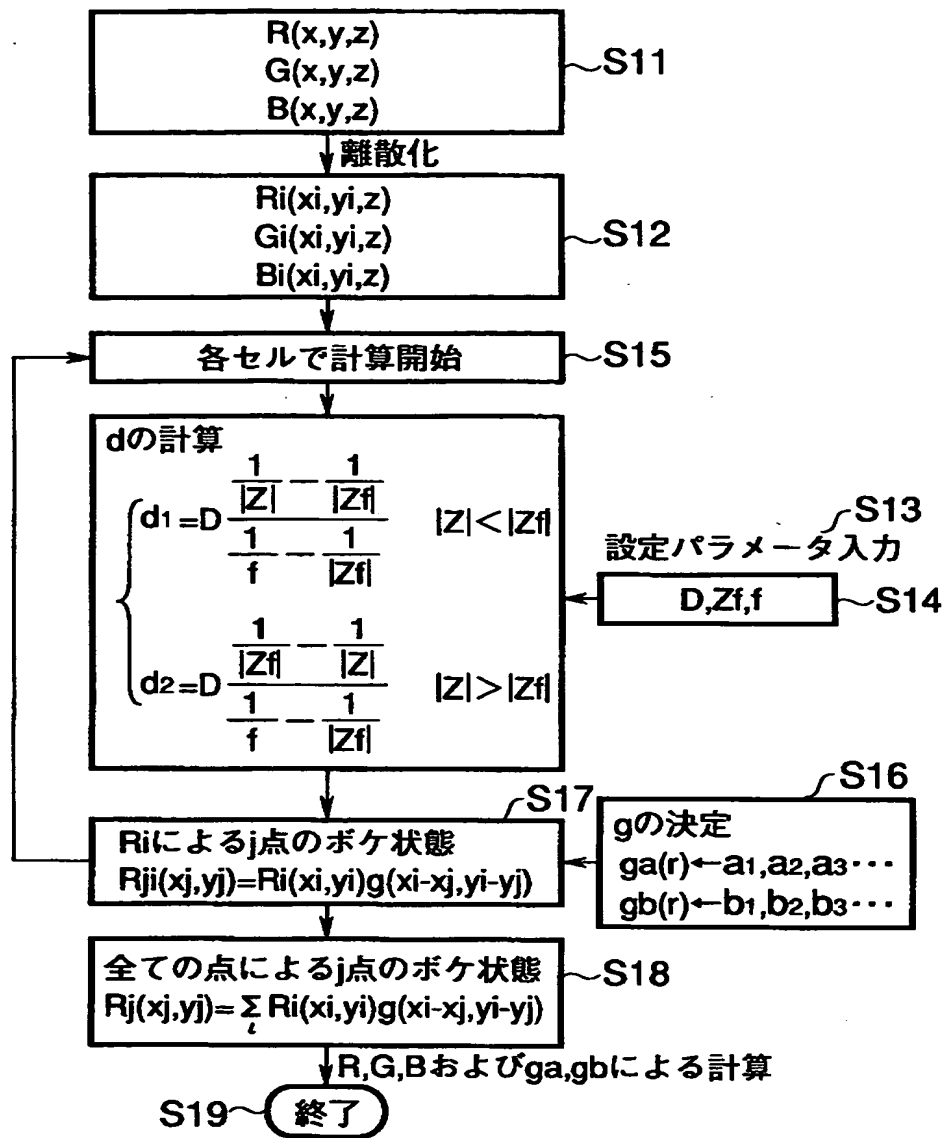 R(x,y,z)
G(x,y,z)
B(x,y,z)
S11
離散化
Ri(xi,yi,z)
Gi(xi,yi,z)
Bi(xi,yi,z)
S12
各セルで計算開始
S15
dの計算
d1=D (1/|Z| − 1/|Zf|)/(1/f − 1/|Zf|) |Z|<|Zf|
d2=D (1/|Zf| − 1/|Z|)/(1/f − 1/|Zf|) |Z|>|Zf|
S13
設定パラメータ入力
D,Zf,f
S14
S17
Riによるj点のボケ状態
Rji(xj,yj)=Ri(xi,yi)g(xi-xj,yi-yj)
S16
gの決定
ga(r)←a1,a2,a3…
gb(r)←b1,b2,b3…
全ての点によるj点のボケ状態
Rj(xj,yj)=Σi Ri(xi,yi)g(xi-xj,yi-yj)
S18
R,G,Bおよびga,gbによる計算
S19
終了